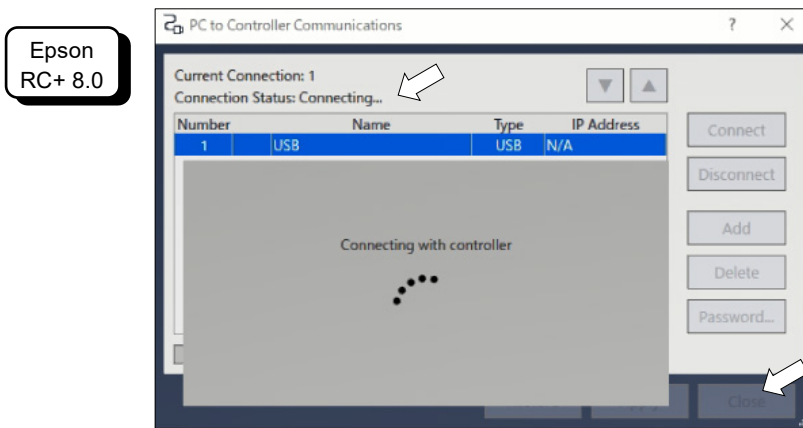 Epson
RC+ 8.0
PC to Controller Communications
Current Connection: 1
Connection Status: Connecting...
Number Name Type IP Address
1 USB USB N/A
Connect
Disconnect
Add
Delete
Password...
Connecting with controller
Close